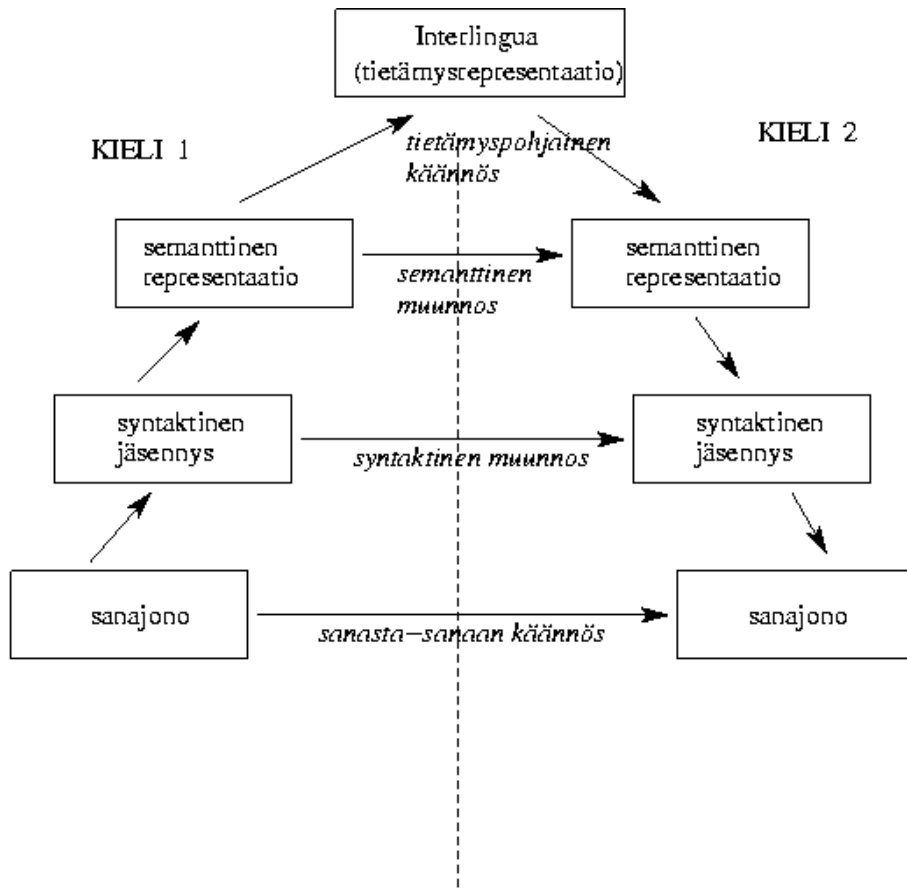 Interlingua
(tietämysrepresentaatio)
KIELI 1
KIELI 2
tietämyspohjainen
käännös
semanttinen
representaatio
semanttinen
muunnos
semanttinen
representaatio
syntaktinen
jäsennys
syntaktinen muunnos
syntaktinen
jäsennys
sanajono
sanasta-sanaan käännös
sanajono